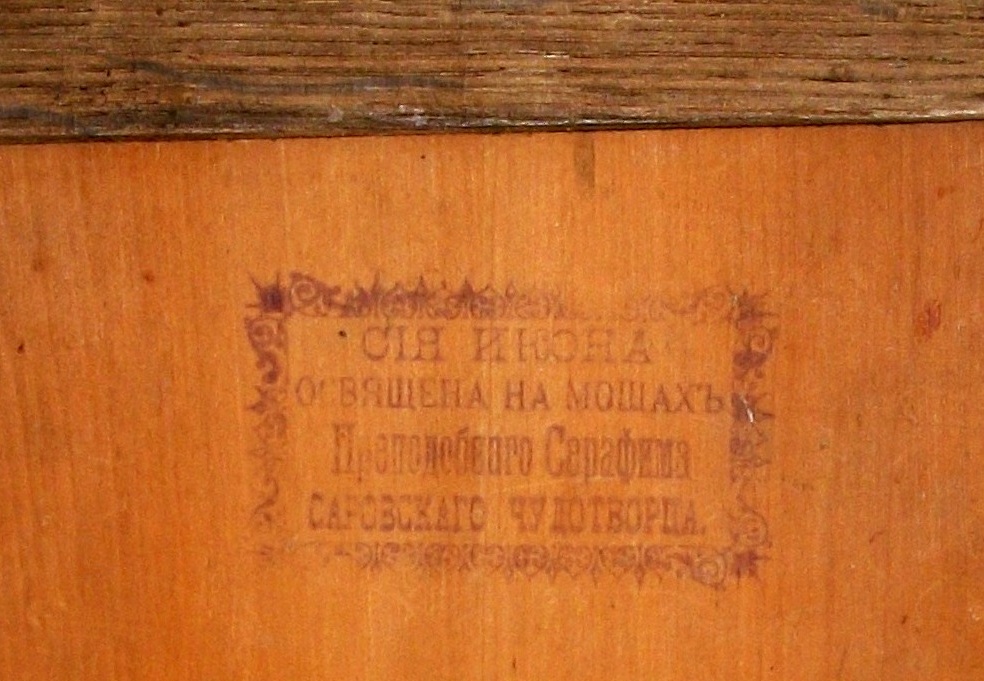 СІЯ ИКОНА
ОСВЯЩЕНА НА МОЩАХЪ
Преподобнаго Серафима
САРОВСКАГО ЧУДОТВОРЦА.